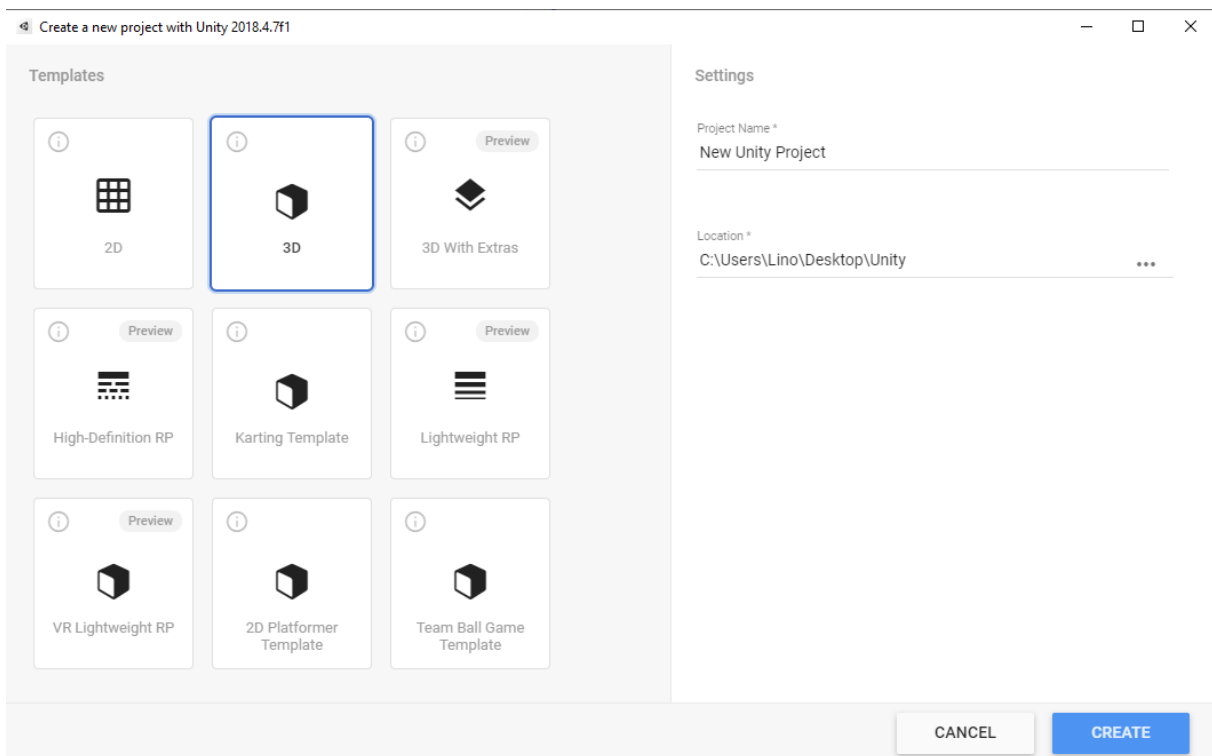 Create a new project with Unity 2018.4.7f1
Templates
2D
3D
Preview
3D With Extras
Preview
High-Definition RP
Karting Template
Preview
Lightweight RP
Preview
VR Lightweight RP
2D Platformer
Template
Team Ball Game
Template
Settings
Project Name *
New Unity Project
Location *
C:\Users\Lino\Desktop\Unity
CANCEL
CREATE